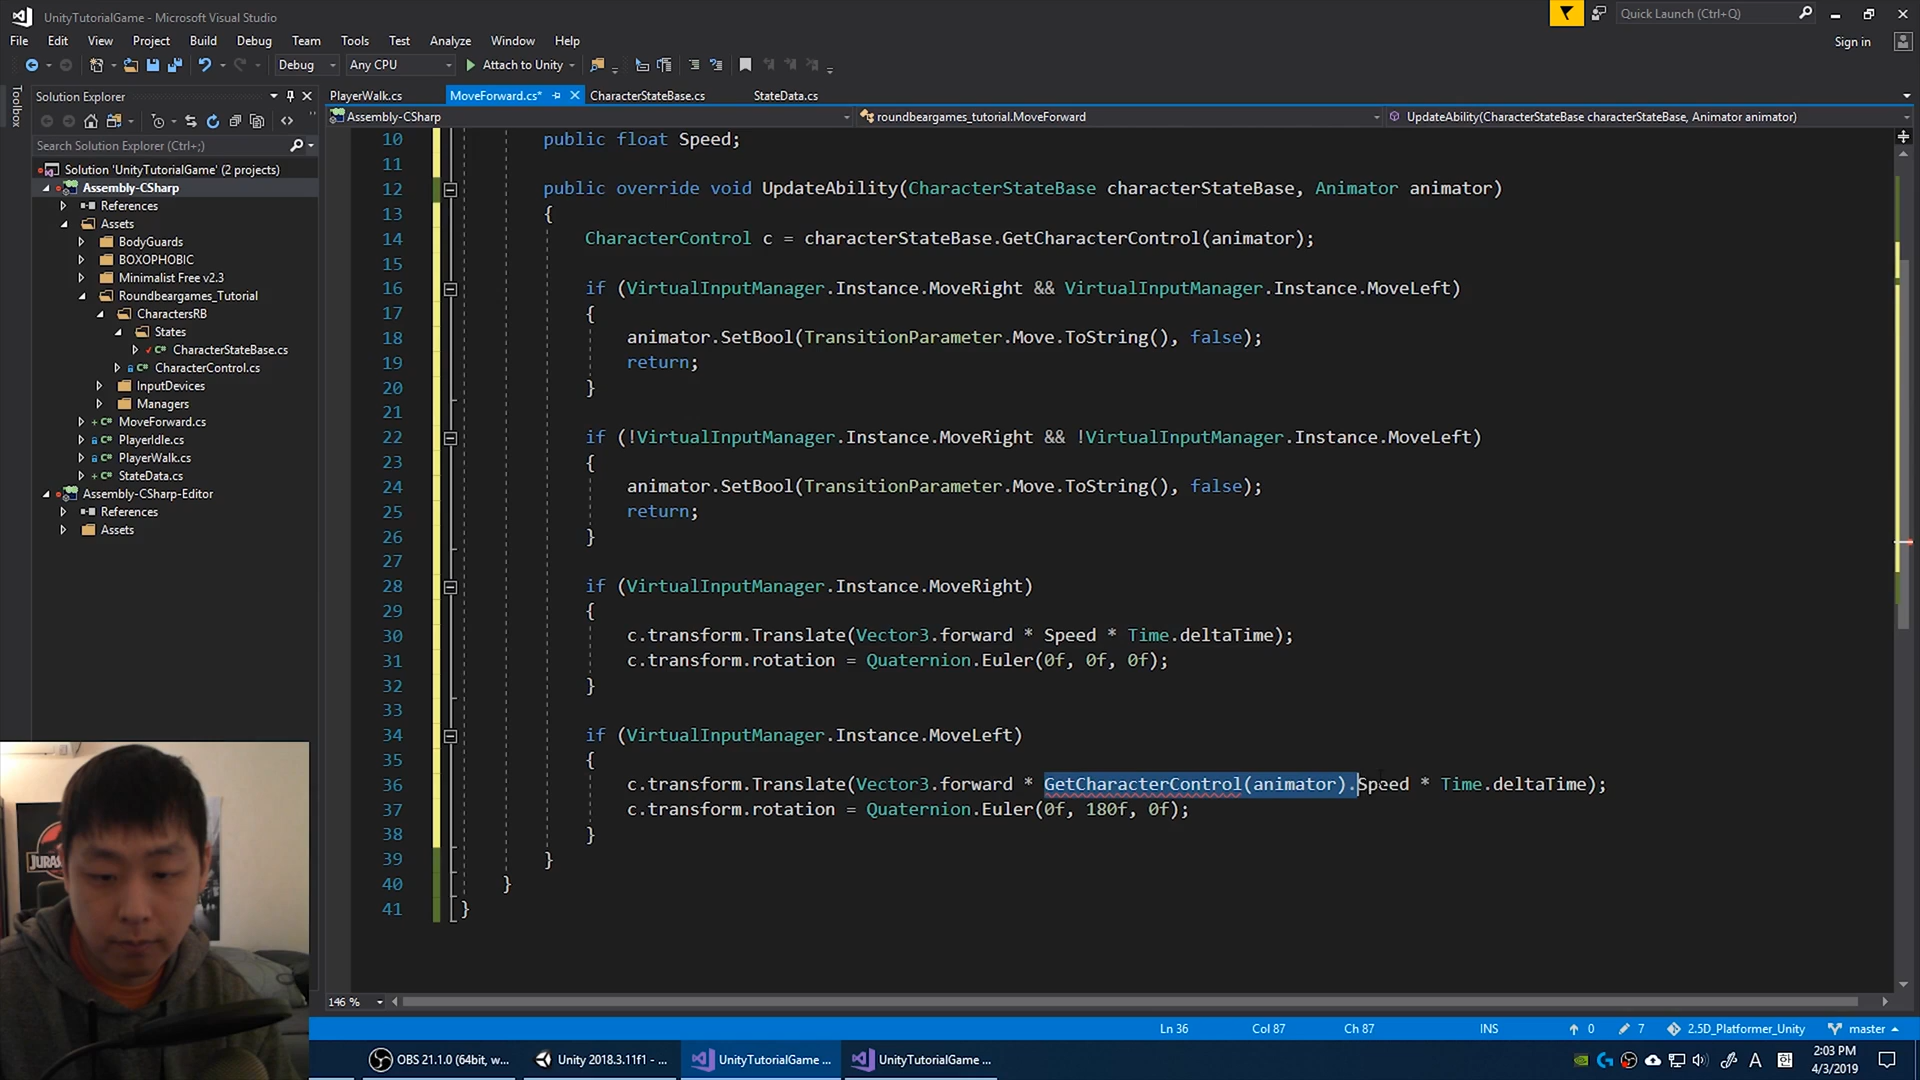 UnityTutorialGame - Microsoft Visual Studio
Quick Launch (Ctrl+Q)
File Edit View Project Build Debug Team Tools Test Analyze Window Help
Sign in
Debug Any CPU Attach to Unity
Toolbox
Solution Explorer
PlayerWalk.cs MoveForward.cs* CharacterStateBase.cs StateData.cs
Assembly-CSharp roundbeargames_tutorial.MoveForward UpdateAbility(CharacterStateBase characterStateBase, Animator animator)
Search Solution Explorer (Ctrl+;)
Solution 'UnityTutorialGame' (2 projects)
Assembly-CSharp
References
Assets
BodyGuards
BOXOPHOBIC
Minimalist Free v2.3
Roundbeargames_Tutorial
CharactersRB
States
CharacterStateBase.cs
CharacterControl.cs
InputDevices
Managers
MoveForward.cs
PlayerIdle.cs
PlayerWalk.cs
StateData.cs
Assembly-CSharp-Editor
References
Assets
10 public float Speed;
11
12 public override void UpdateAbility(CharacterStateBase characterStateBase, Animator animator)
13 {
14 CharacterControl c = characterStateBase.GetCharacterControl(animator);
15
16 if (VirtualInputManager.Instance.MoveRight && VirtualInputManager.Instance.MoveLeft)
17 {
18 animator.SetBool(TransitionParameter.Move.ToString(), false);
19 return;
20 }
21
22 if (!VirtualInputManager.Instance.MoveRight && !VirtualInputManager.Instance.MoveLeft)
23 {
24 animator.SetBool(TransitionParameter.Move.ToString(), false);
25 return;
26 }
27
28 if (VirtualInputManager.Instance.MoveRight)
29 {
30 c.transform.Translate(Vector3.forward * Speed * Time.deltaTime);
31 c.transform.rotation = Quaternion.Euler(0f, 0f, 0f);
32 }
33
34 if (VirtualInputManager.Instance.MoveLeft)
35 {
36 c.transform.Translate(Vector3.forward * GetCharacterControl(animator).Speed * Time.deltaTime);
37 c.transform.rotation = Quaternion.Euler(0f, 180f, 0f);
38 }
39 }
40 }
41 }
146 %
Ln 36 Col 87 Ch 87 INS 0 7 2.5D_Platformer_Unity master
OBS 21.1.0 (64bit, w... Unity 2018.3.11f1 - ... UnityTutorialGame ... UnityTutorialGame ...
A 한 2:03 PM
4/3/2019